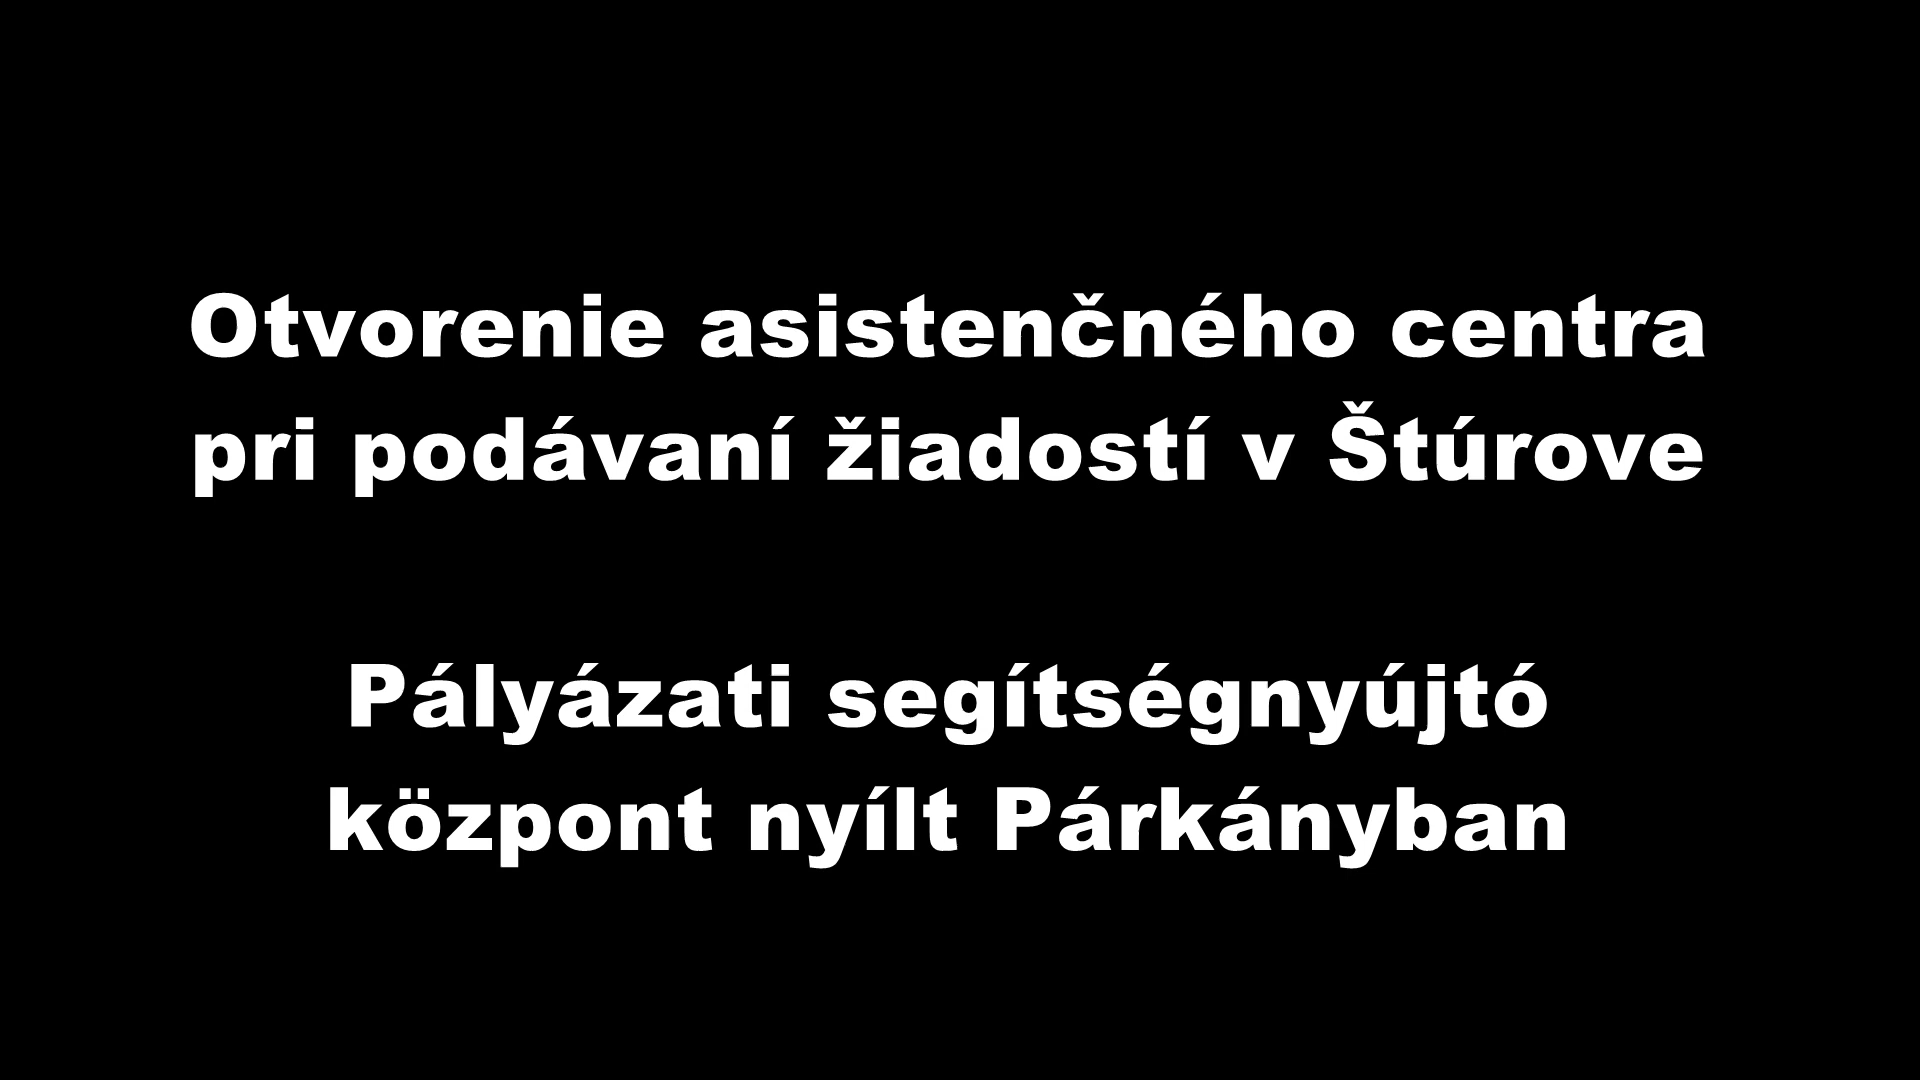 Otvorenie asistenčného centra
pri podávaní žiadostí v Štúrove
Pályázati segítségnyújtó
központ nyílt Párkányban